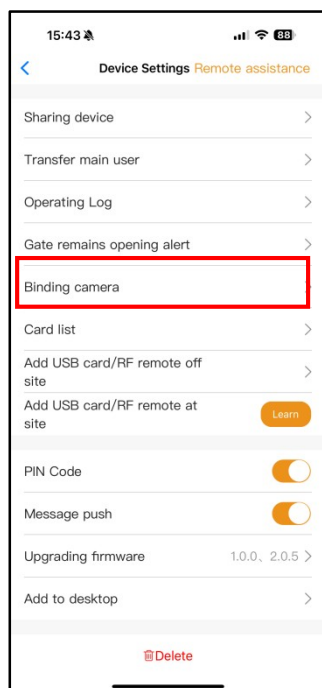 15:43
88
Device Settings Remote assistance
Sharing device
Transfer main user
Operating Log
Gate remains opening alert
Binding camera
Card list
Add USB card/RF remote off
site
Add USB card/RF remote at
site
Learn
PIN Code
Message push
Upgrading firmware 1.0.0、2.0.5
Add to desktop
Delete